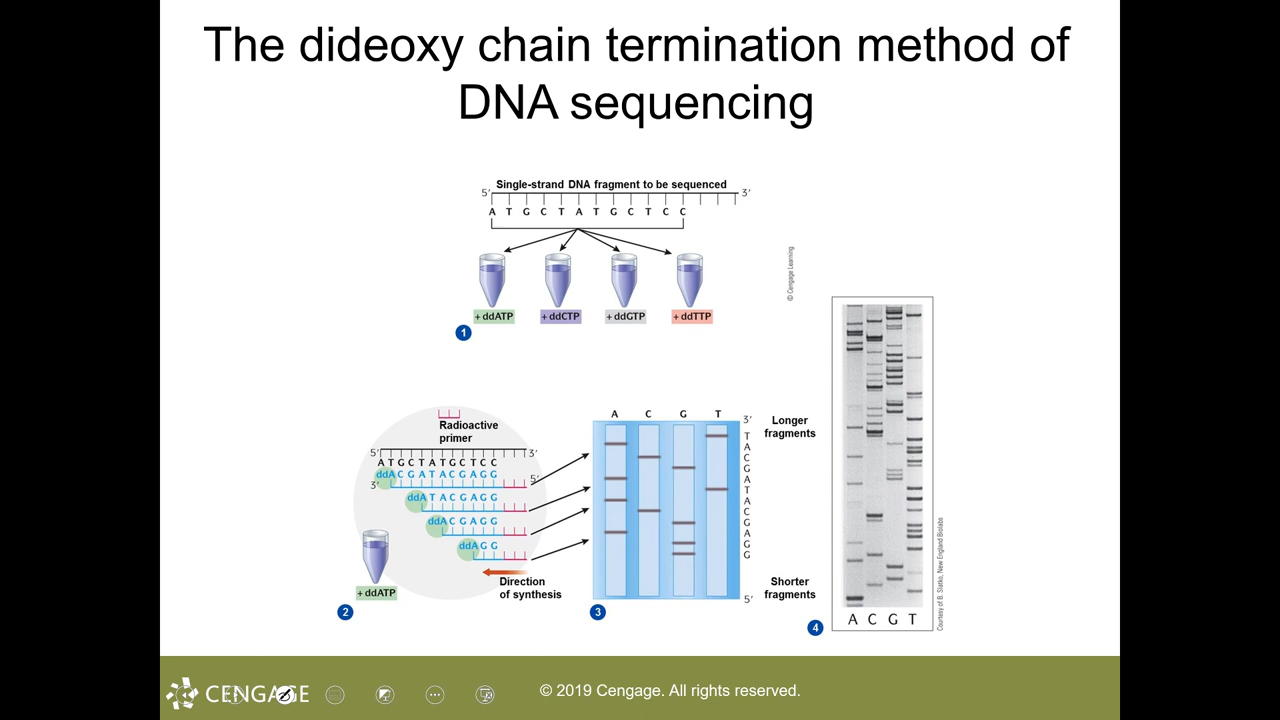 The dideoxy chain termination method of
DNA sequencing
Single-strand DNA fragment to be sequenced
5′ 3′
A T G C T A T G C T C C
+ ddATP + ddCTP + ddGTP + ddTTP
1
© Cengage Learning
Radioactive
primer
5′ 3′
A T G C T A T G C T C C
ddA C G A T A C G A G G
3′ 5′
ddA T A C G A G G
ddA C G A G G
ddA G G
Direction
of synthesis
+ ddATP
2
A C G T
3′
T
A
C
G
A
T
A
C
G
A
G
G
5′
Longer
fragments
Shorter
fragments
3
A C G T
4
Courtesy of B. Slatko, New England Biolabs
CENGAGE
© 2019 Cengage. All rights reserved.